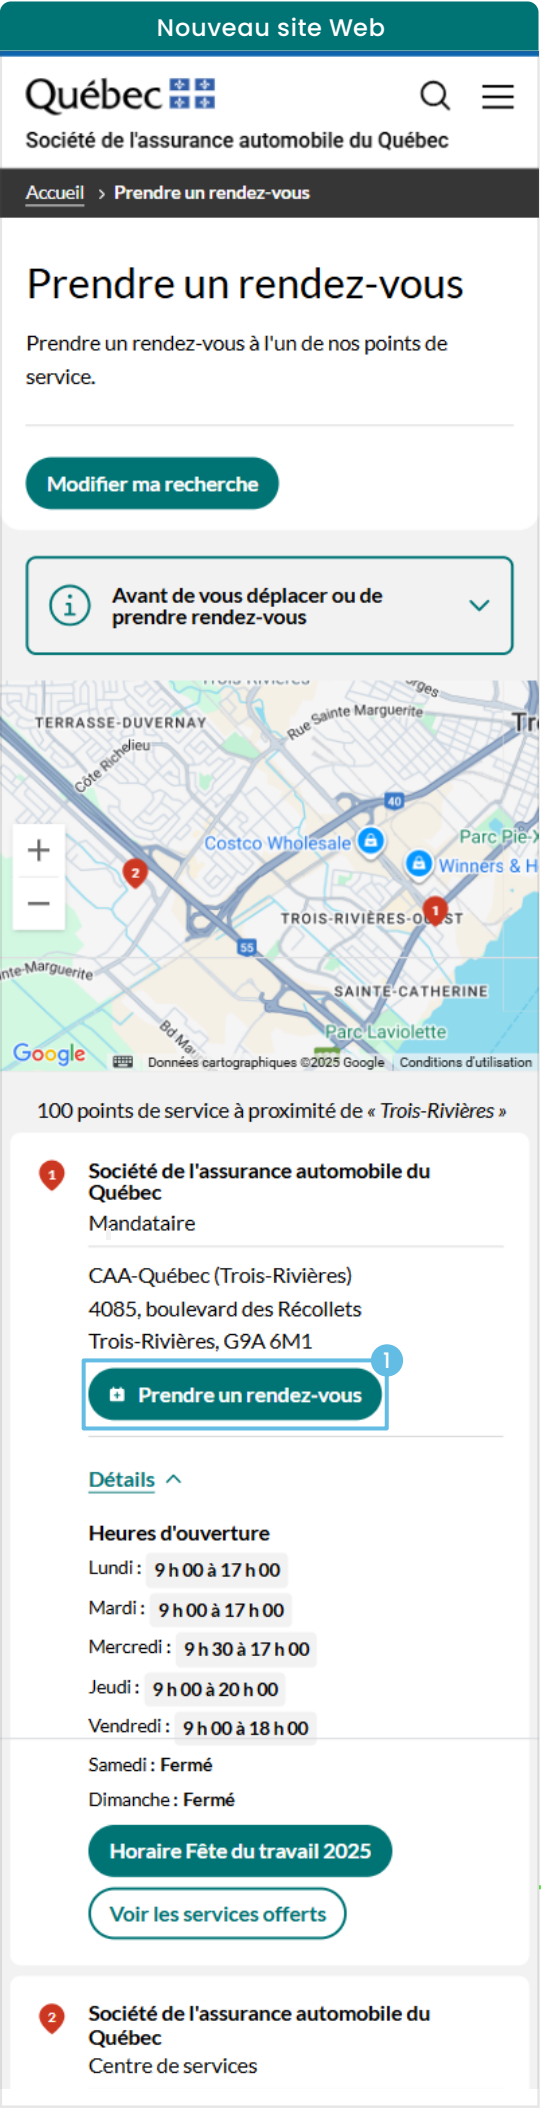 Nouveau site Web
Québec
Société de l'assurance automobile du Québec
Accueil > Prendre un rendez-vous
Prendre un rendez-vous
Prendre un rendez-vous à l'un de nos points de
service.
Modifier ma recherche
Avant de vous déplacer ou de
prendre rendez-vous
TERRASSE-DUVERNAY
Rue Sainte Marguerite
Côte Richelieu
40
Costco Wholesale
Parc Pie-X
+
2
Winners & H
1
−
TROIS-RIVIÈRES-OUEST
55
nte-Marguerite
SAINTE-CATHERINE
Parc Laviolette
Google
Données cartographiques ©2025 Google
Conditions d'utilisation
100 points de service à proximité de « Trois-Rivières »
1
Société de l'assurance automobile du
Québec
Mandataire
CAA-Québec (Trois-Rivières)
4085, boulevard des Récollets
Trois-Rivières, G9A 6M1
1
Prendre un rendez-vous
Détails
Heures d'ouverture
Lundi : 9 h 00 à 17 h 00
Mardi : 9 h 00 à 17 h 00
Mercredi : 9 h 30 à 17 h 00
Jeudi : 9 h 00 à 20 h 00
Vendredi : 9 h 00 à 18 h 00
Samedi : Fermé
Dimanche : Fermé
Horaire Fête du travail 2025
Voir les services offerts
2
Société de l'assurance automobile du
Québec
Centre de services